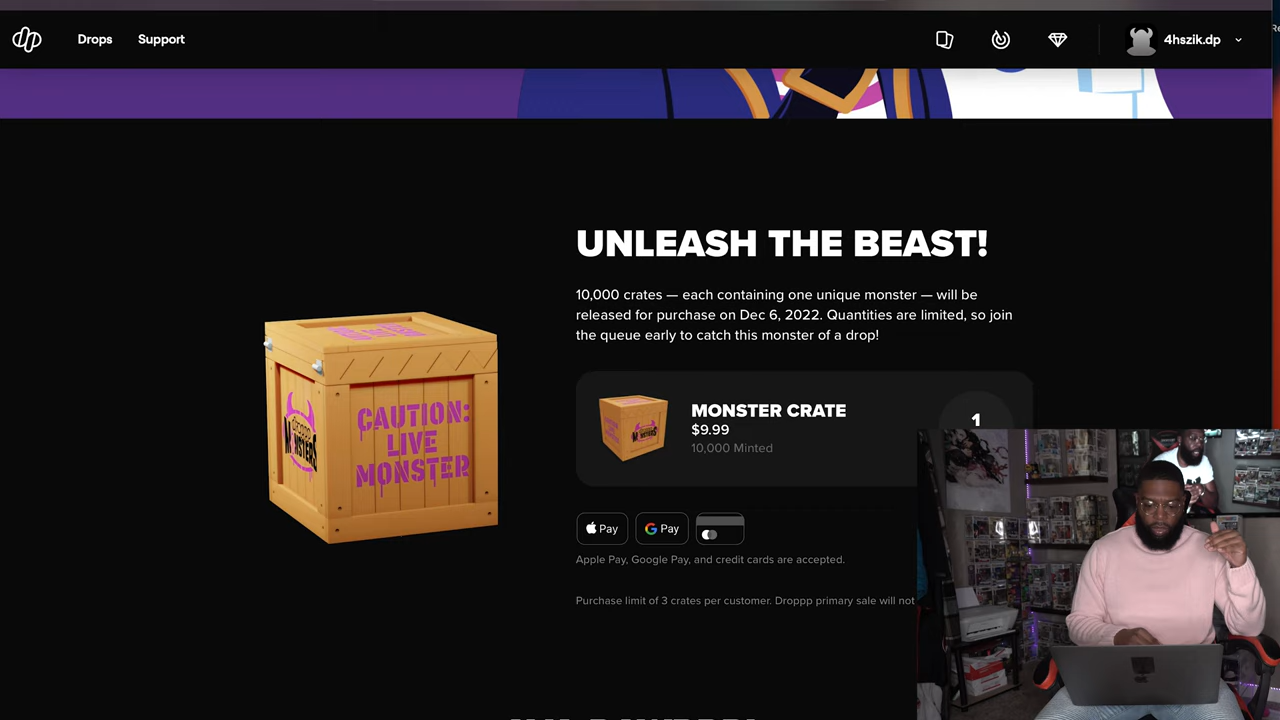 Drops
Support
4hszik.dp
UNLEASH THE BEAST!
10,000 crates — each containing one unique monster — will be
released for purchase on Dec 6, 2022. Quantities are limited, so join
the queue early to catch this monster of a drop!
CAUTION:
LIVE
MONSTER
MONSTERS
MONSTER CRATE
$9.99
10,000 Minted
1
Pay
G Pay
Apple Pay, Google Pay, and credit cards are accepted.
Purchase limit of 3 crates per customer. Droppp primary sale will not